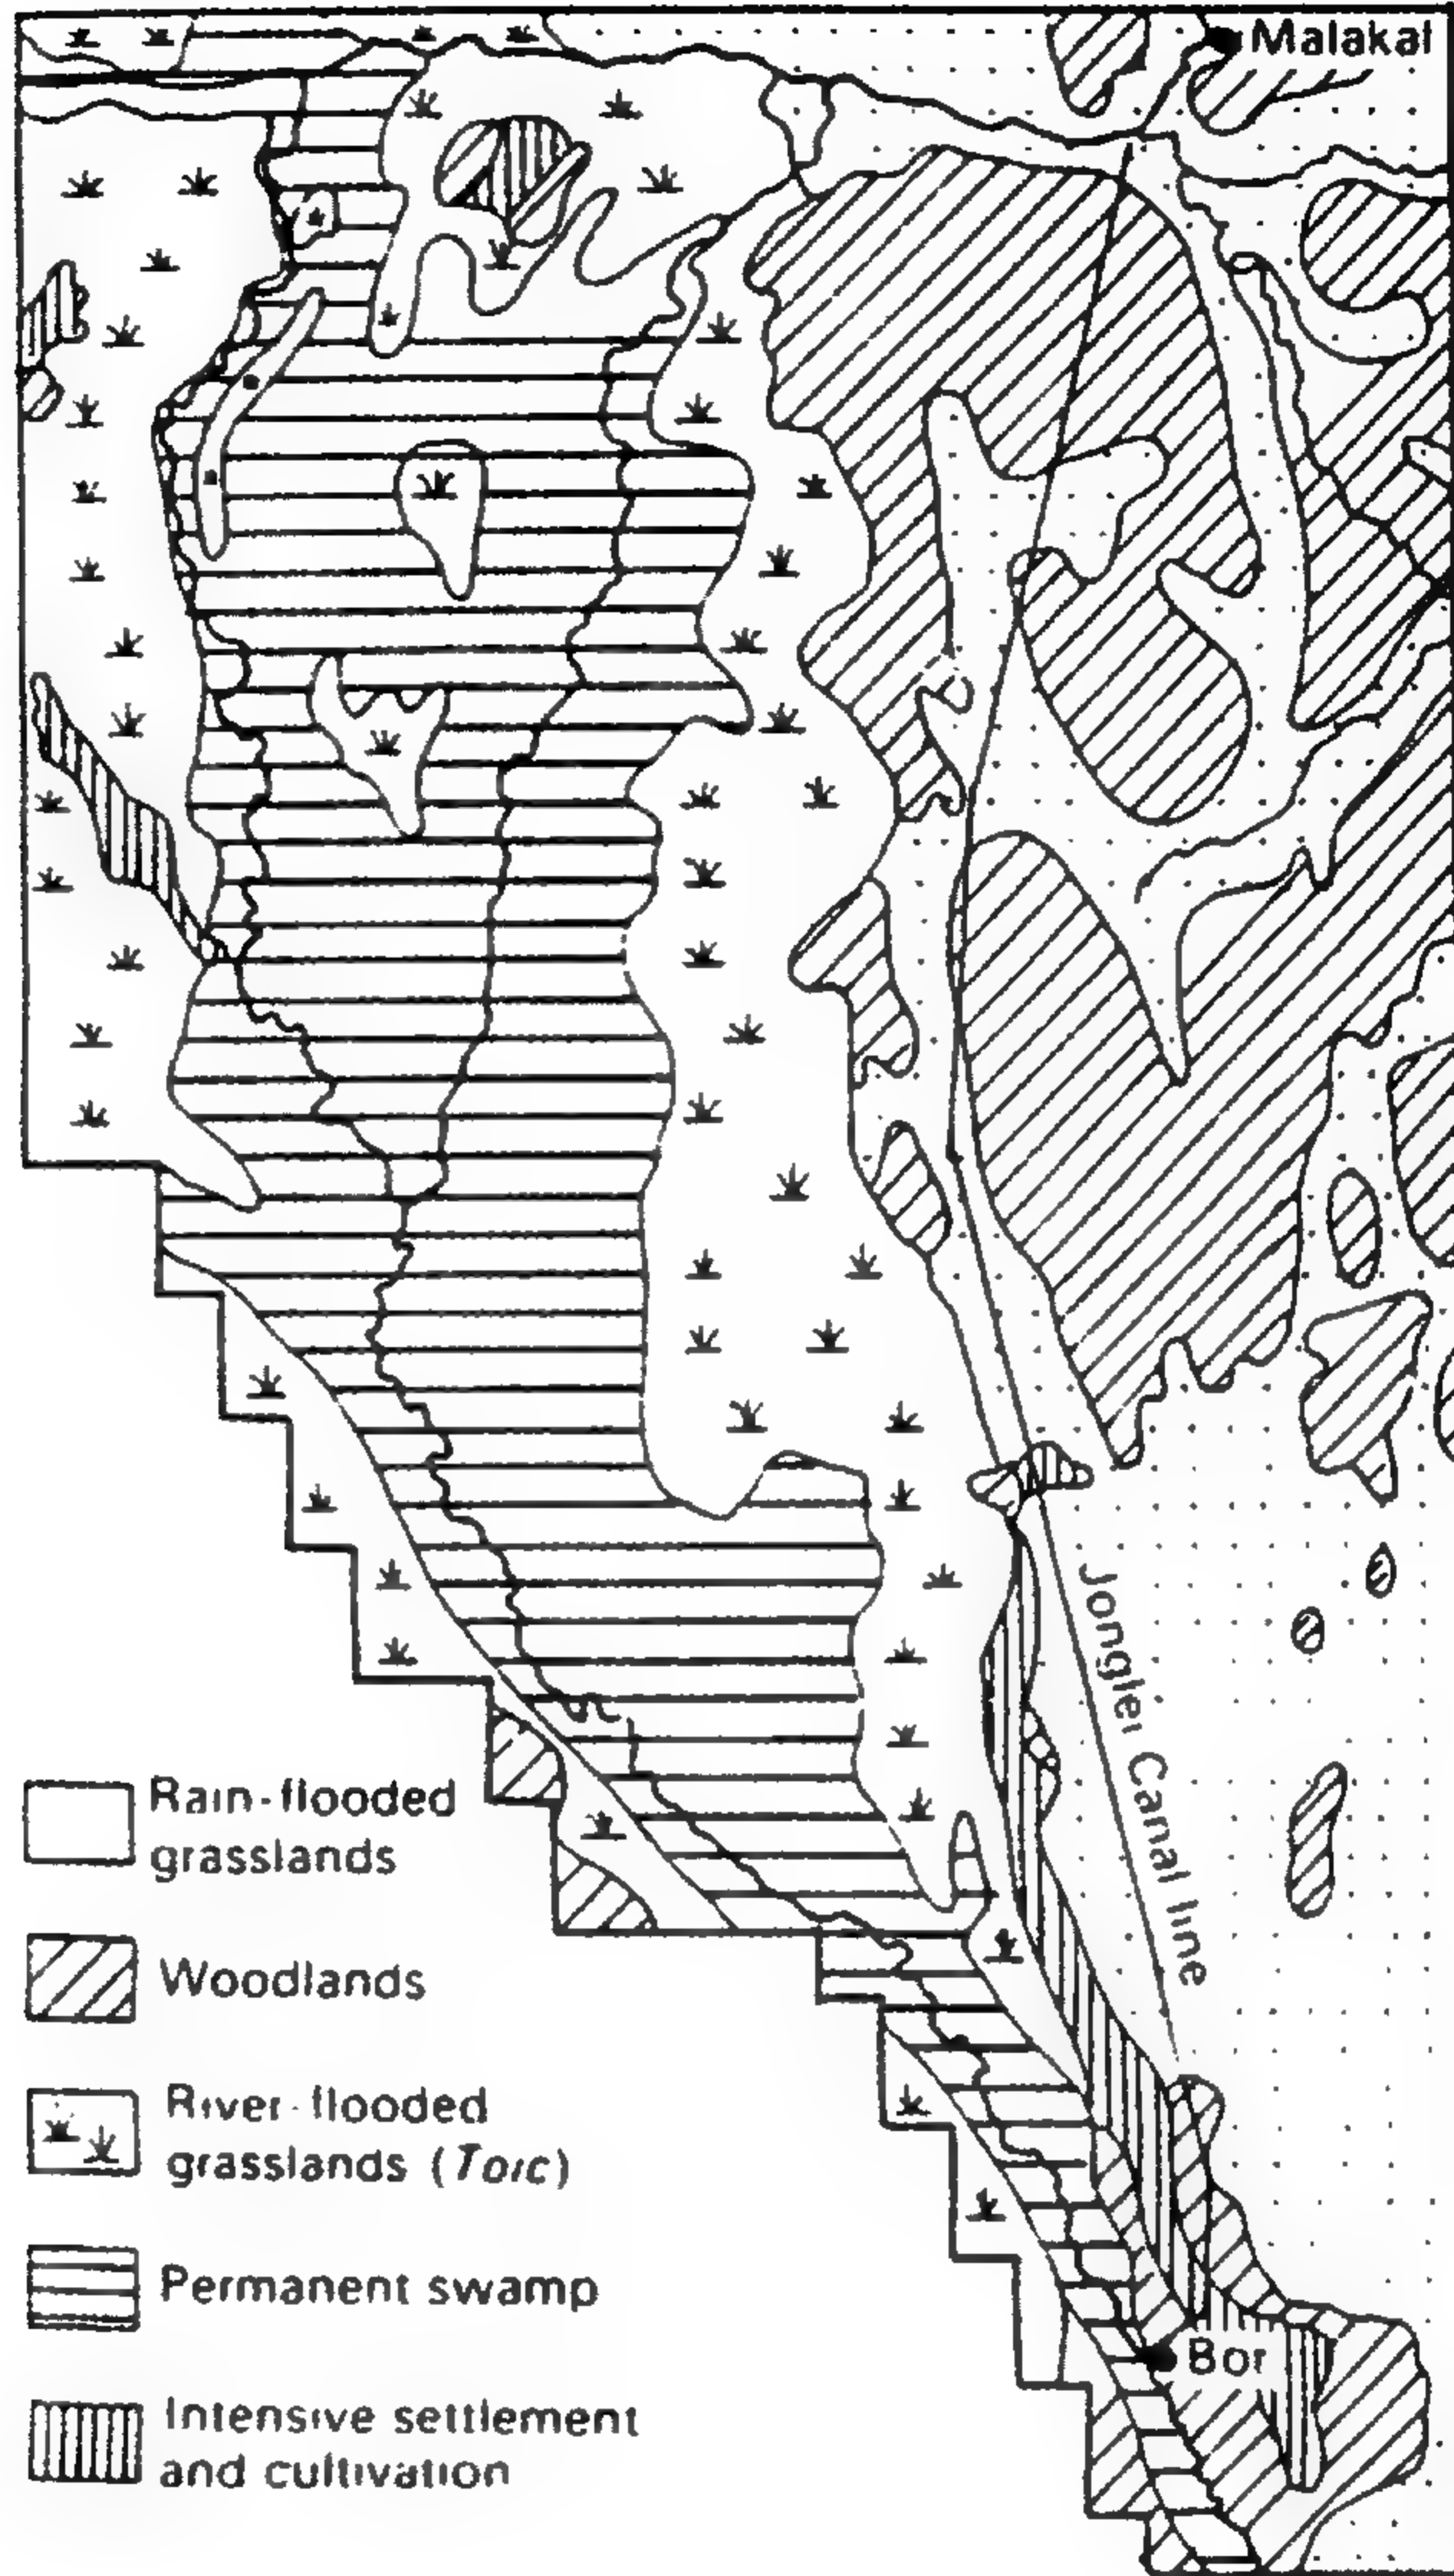 Malakal
Jonglei Canal line
Rain-flooded
grasslands
Woodlands
River-flooded
grasslands (Toic)
Permanent swamp
Intensive settlement
and cultivation
Bor